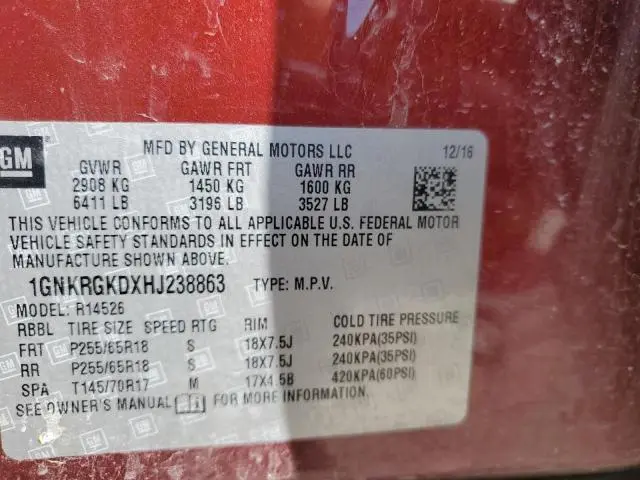 GM
MFD BY GENERAL MOTORS LLC 12/16
GVWR GAWR FRT GAWR RR
2908 KG 1450 KG 1600 KG
6411 LB 3196 LB 3527 LB
THIS VEHICLE CONFORMS TO ALL APPLICABLE U.S. FEDERAL MOTOR
VEHICLE SAFETY STANDARDS IN EFFECT ON THE DATE OF
MANUFACTURE SHOWN ABOVE.
1GNKRGKDXHJ238863 TYPE: M.P.V.
MODEL: R14526
RBBL TIRE SIZE SPEED RTG RIM COLD TIRE PRESSURE
FRT P255/65R18 S 18X7.5J 240KPA(35PSI)
RR P255/65R18 S 18X7.5J 240KPA(35PSI)
SPA T145/70R17 M 17X4.5B 420KPA(60PSI)
SEE OWNER'S MANUAL FOR MORE INFORMATION.